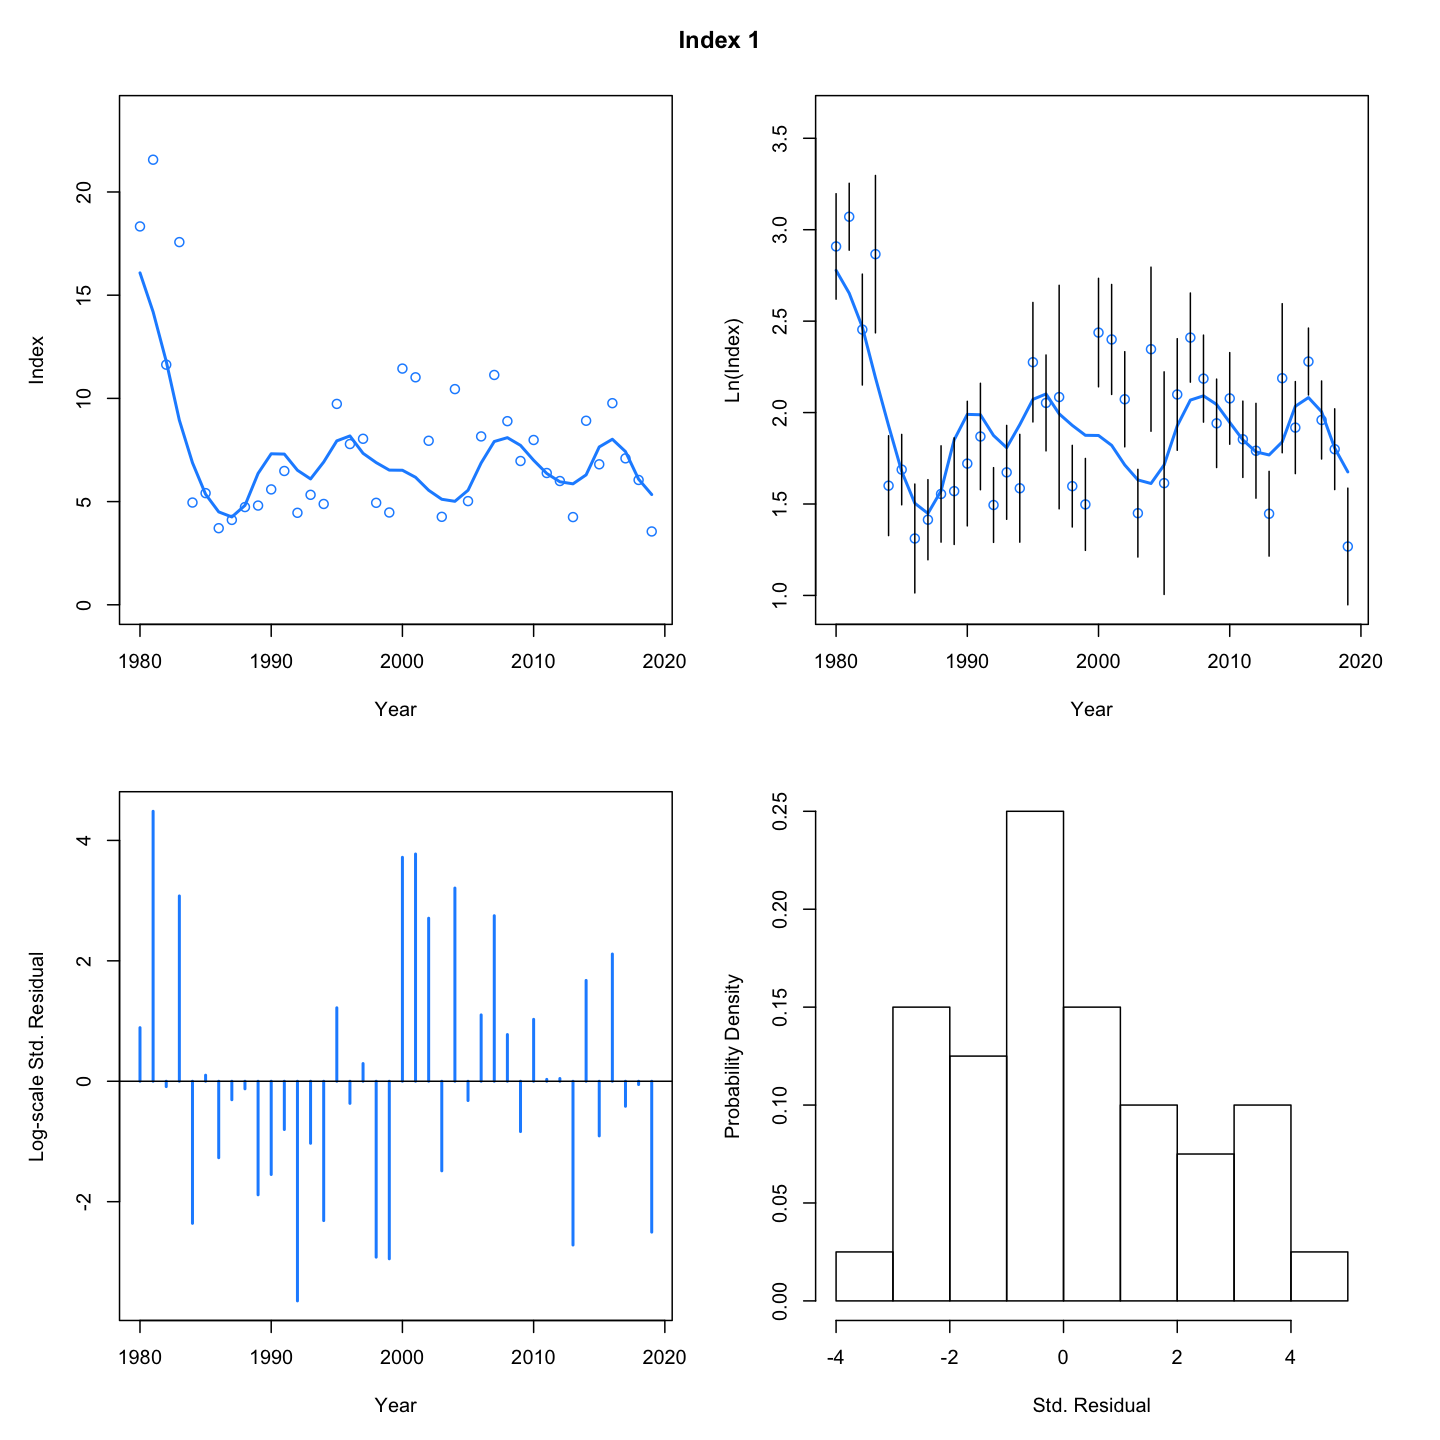 Index 1
Index
0 5 10 15 20
1980 1990 2000 2010 2020
Year
Ln(Index)
1.0 1.5 2.0 2.5 3.0 3.5
1980 1990 2000 2010 2020
Year
Log-scale Std. Residual
-2 0 2 4
1980 1990 2000 2010 2020
Year
Probability Density
0.00 0.05 0.10 0.15 0.20 0.25
-4 -2 0 2 4
Std. Residual